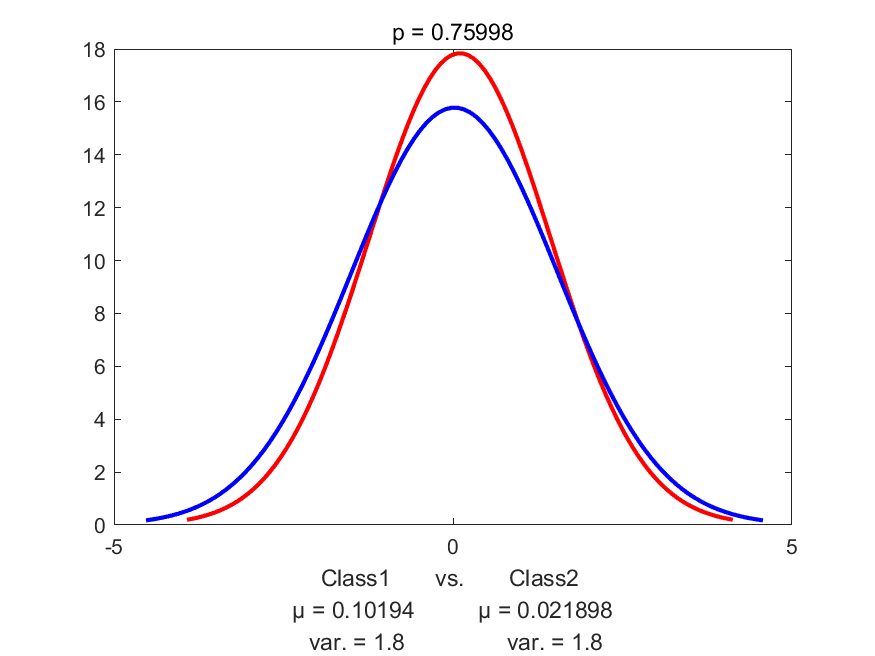 p = 0.75998
18
16
14
12
10
8
6
4
2
0
-5 0 5
Class1 vs. Class2
μ = 0.10194 μ = 0.021898
var. = 1.8 var. = 1.8